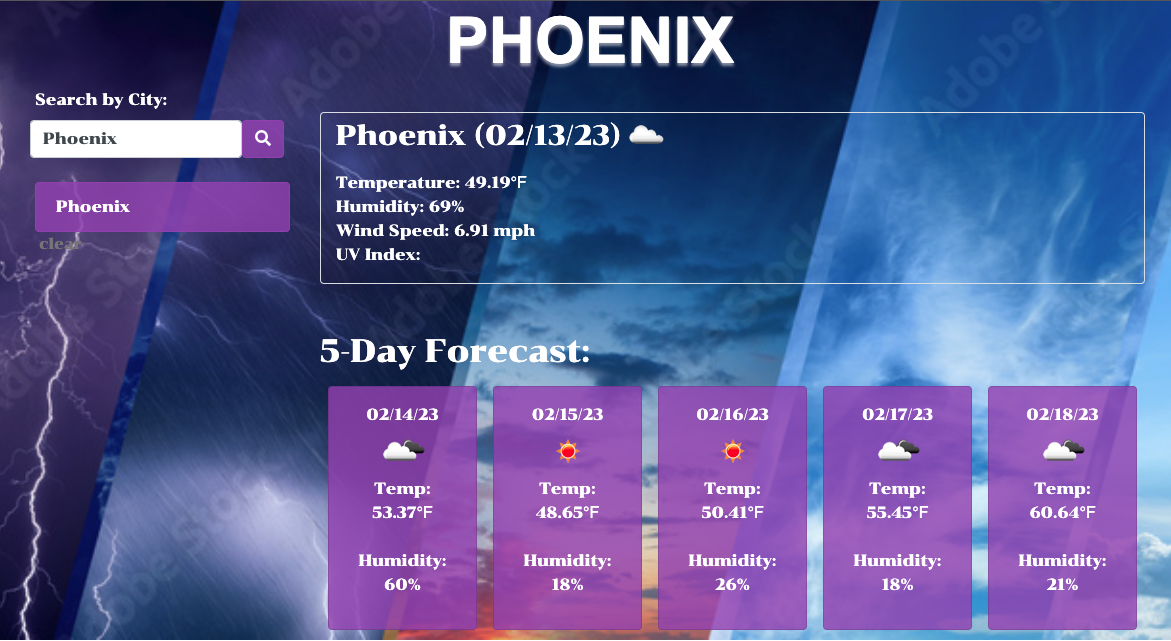 PHOENIX
Search by City:
Phoenix
Phoenix
clear
Phoenix (02/13/23)
Temperature: 49.19°F
Humidity: 69%
Wind Speed: 6.91 mph
UV Index:
5-Day Forecast:
02/14/23
Temp:
53.37°F
Humidity:
60%
02/15/23
Temp:
48.65°F
Humidity:
18%
02/16/23
Temp:
50.41°F
Humidity:
26%
02/17/23
Temp:
55.45°F
Humidity:
18%
02/18/23
Temp:
60.64°F
Humidity:
21%
Adobe Stock